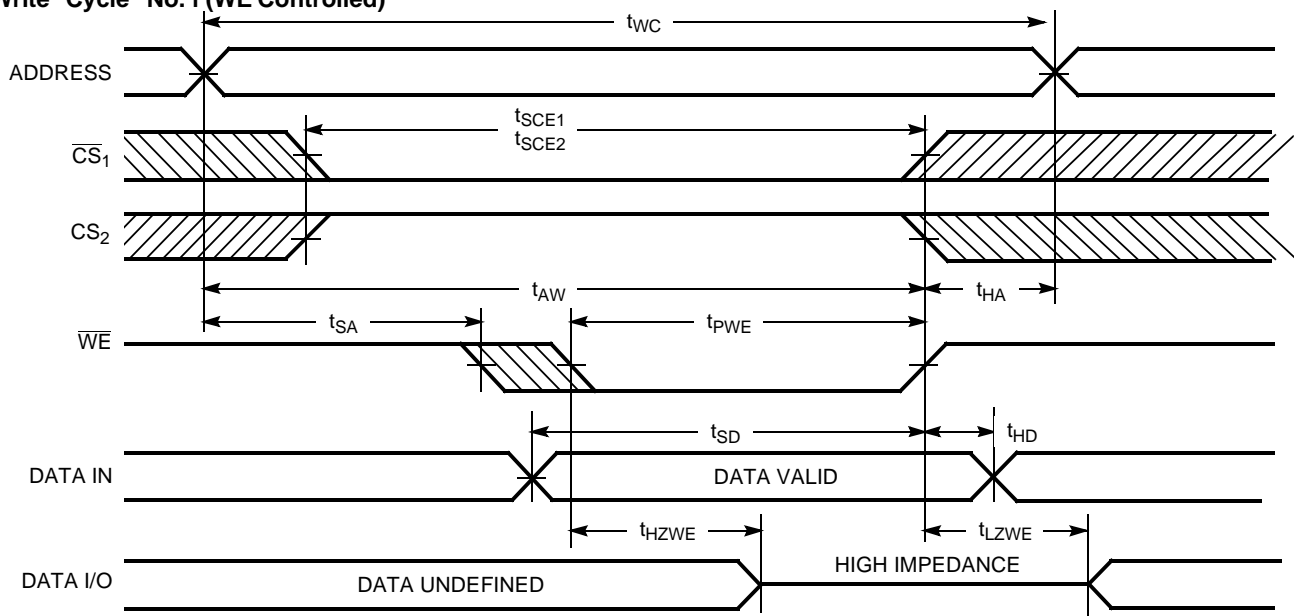 Write Cycle No.1 (WE Controlled)
tWC
ADDRESS
tSCE1
tSCE2
CS1
CS2
tAW
tHA
tSA
tPWE
WE
tSD
tHD
DATA IN
DATA VALID
tHZWE
tLZWE
DATA I/O
DATA UNDEFINED
HIGH IMPEDANCE